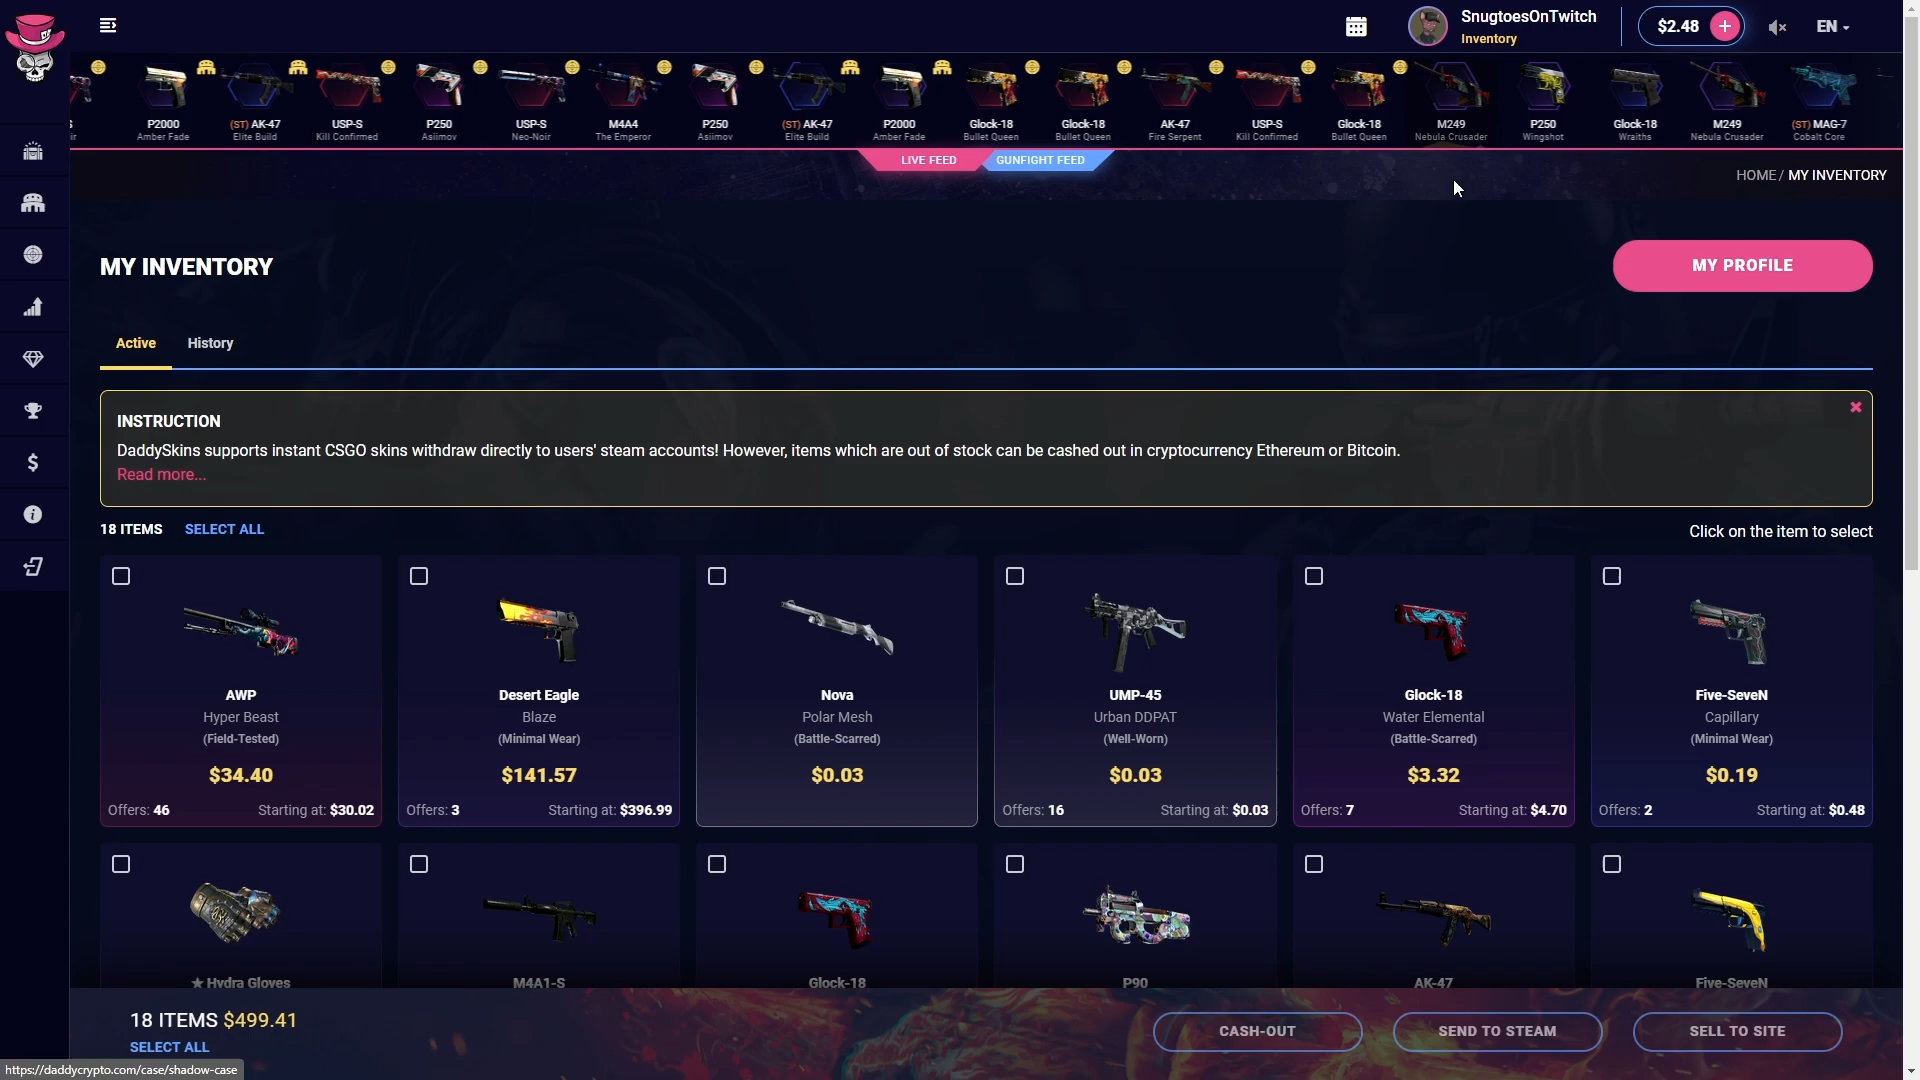 SnugtoesOnTwitch
Inventory
$2.48
EN
P2000
Amber Fade
(ST) AK-47
Elite Build
USP-S
Kill Confirmed
P250
Asiimov
USP-S
Neo-Noir
M4A4
The Emperor
P250
Asiimov
(ST) AK-47
Elite Build
P2000
Amber Fade
Glock-18
Bullet Queen
Glock-18
Bullet Queen
AK-47
Fire Serpent
USP-S
Kill Confirmed
Glock-18
Bullet Queen
M249
Nebula Crusader
P250
Wingshot
Glock-18
Wraiths
M249
Nebula Crusader
(ST) MAG-7
Cobalt Core
LIVE FEED
GUNFIGHT FEED
HOME / MY INVENTORY
MY INVENTORY
MY PROFILE
Active
History
INSTRUCTION
DaddySkins supports instant CSGO skins withdraw directly to users' steam accounts! However, items which are out of stock can be cashed out in cryptocurrency Ethereum or Bitcoin.
Read more...
18 ITEMS SELECT ALL
Click on the item to select
AWP
Hyper Beast
(Field-Tested)
$34.40
Offers: 46 Starting at: $30.02
Desert Eagle
Blaze
(Minimal Wear)
$141.57
Offers: 3 Starting at: $396.99
Nova
Polar Mesh
(Battle-Scarred)
$0.03
UMP-45
Urban DDPAT
(Well-Worn)
$0.03
Offers: 16 Starting at: $0.03
Glock-18
Water Elemental
(Battle-Scarred)
$3.32
Offers: 7 Starting at: $4.70
Five-SeveN
Capillary
(Minimal Wear)
$0.19
Offers: 2 Starting at: $0.48
★ Hydra Gloves
M4A1-S
Glock-18
P90
AK-47
Five-SeveN
18 ITEMS $499.41
SELECT ALL
CASH-OUT
SEND TO STEAM
SELL TO SITE
https://daddycrypto.com/case/shadow-case